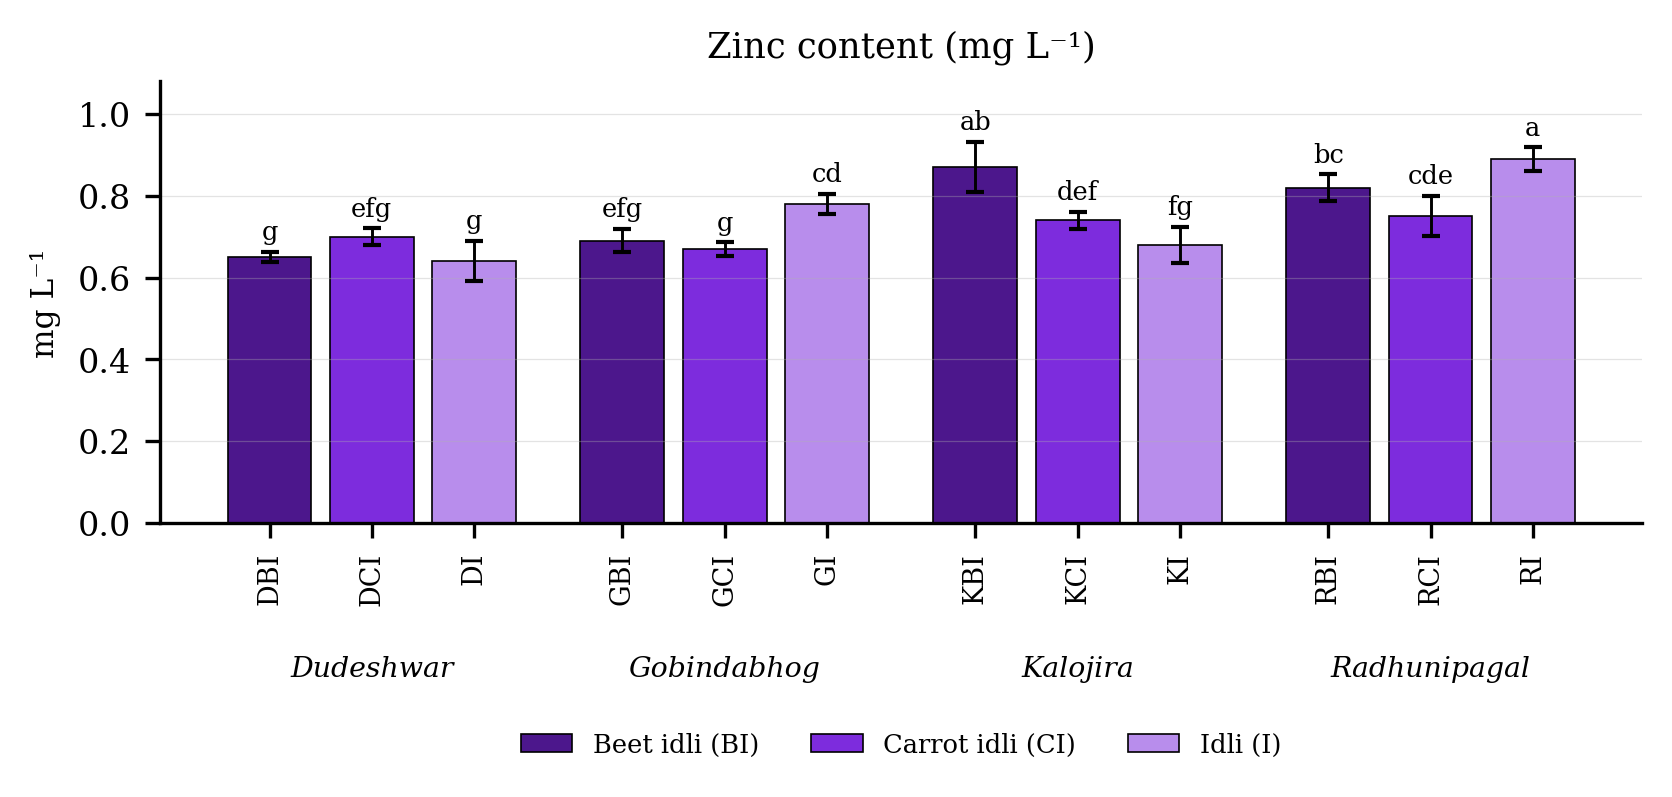 Zinc content (mg L⁻¹)
mg L⁻¹
1.0
0.8
0.6
0.4
0.2
0.0
g efg g efg g cd ab def fg bc cde a
DBI DCI DI GBI GCI GI KBI KCI KI RBI RCI RI
Dudeshwar Gobindabhog Kalojira Radhunipagal
Beet idli (BI) Carrot idli (CI) Idli (I)